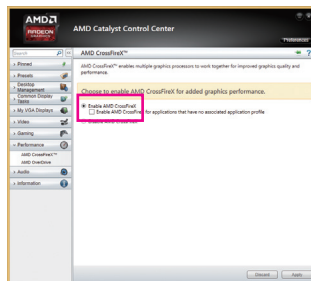 AMD
RADEON
GRAPHICS
AMD Catalyst Control Center
Preferences
Search
AMD CrossFireX™
Pinned
Presets
Desktop
Management
Common Display
Tasks
My VGA Displays
Video
Gaming
Performance
AMD CrossFireX™
AMD OverDrive
Audio
Information
AMD CrossFireX™ enables multiple graphics processors to work together for improved graphics quality and
performance.
Choose to enable AMD CrossFireX for added graphics performance.
Enable AMD CrossFireX
Enable AMD CrossFireX for applications that have no associated application profile
Discard
Apply